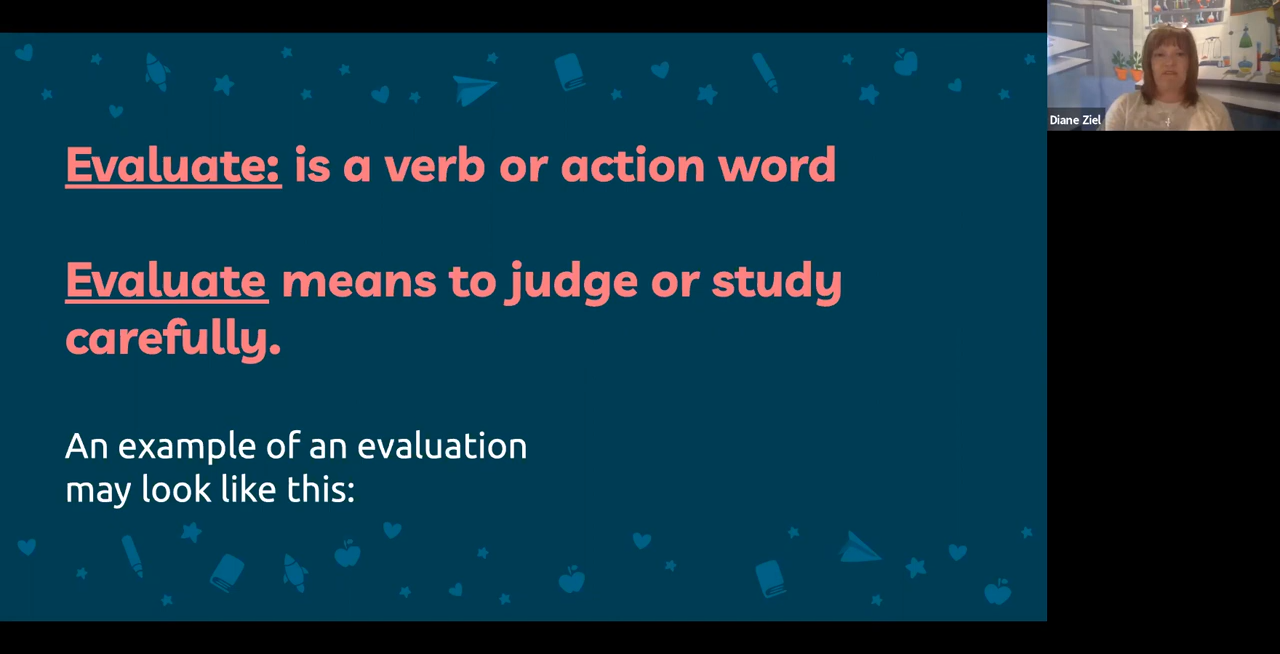 Evaluate: is a verb or action word
Evaluate means to judge or study
carefully.
An example of an evaluation
may look like this:
Diane Ziel